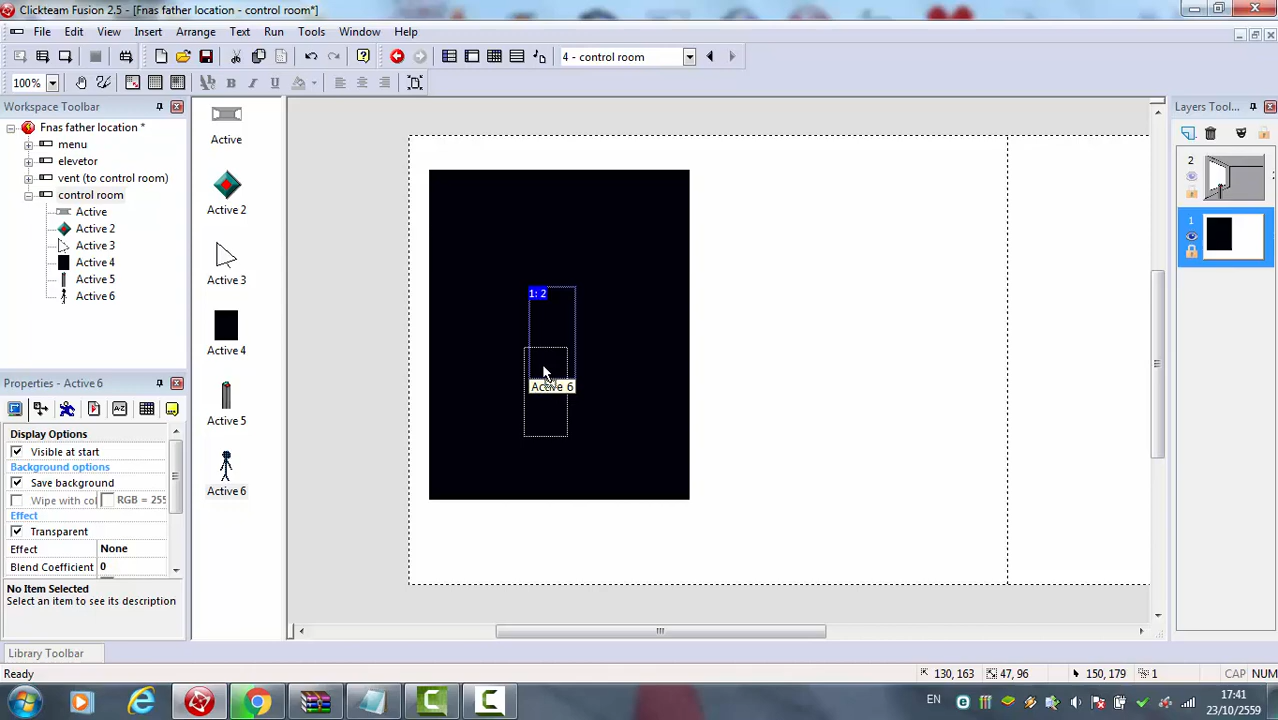 Clickteam Fusion 2.5 - [Fnas father location - control room*]
File Edit View Insert Arrange Text Run Tools Window Help
4 - control room
100%
Workspace Toolbar
Fnas father location *
menu
elevetor
vent (to control room)
control room
Active
Active 2
Active 3
Active 4
Active 5
Active 6
Properties - Active 6
Display Options
Visible at start
Background options
Save background
Wipe with col RGB = 255
Effect
Transparent
Effect None
Blend Coefficient 0
No Item Selected
Select an item to see its description
Library Toolbar
Ready
Active
Active 2
Active 3
Active 4
Active 5
Active 6
1: 2
Active 6
Layers Tool...
2
1
130, 163
47, 96
150, 179
1
CAP NUM
EN
17:41
23/10/2559